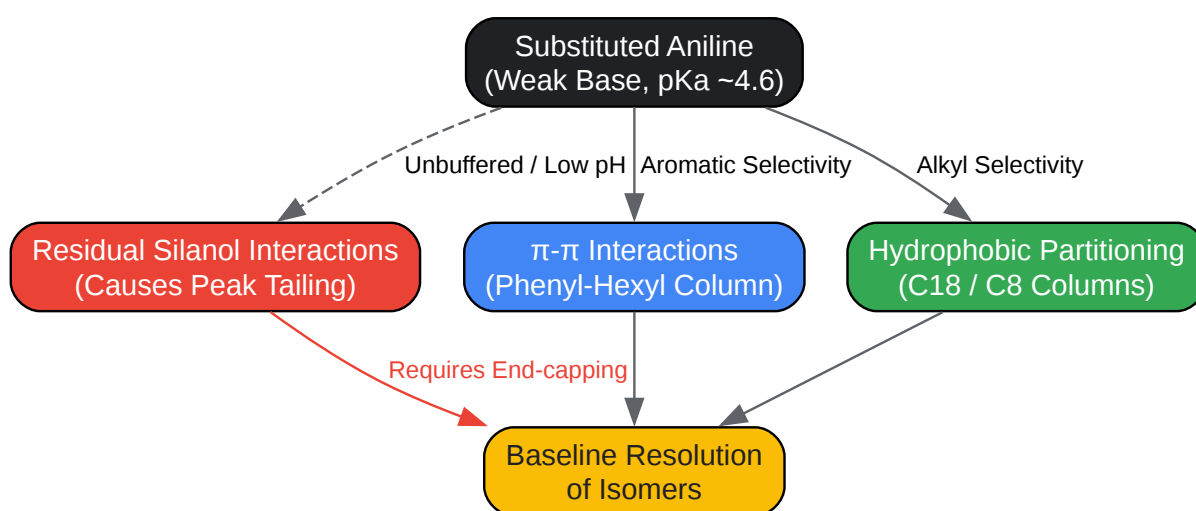 Substituted Aniline
(Weak Base, pKa ~4.6)
Unbuffered / Low pH
Aromatic Selectivity
Alkyl Selectivity
Residual Silanol Interactions
(Causes Peak Tailing)
π-π Interactions
(Phenyl-Hexyl Column)
Hydrophobic Partitioning
(C18 / C8 Columns)
Requires End-capping
Baseline Resolution
of Isomers